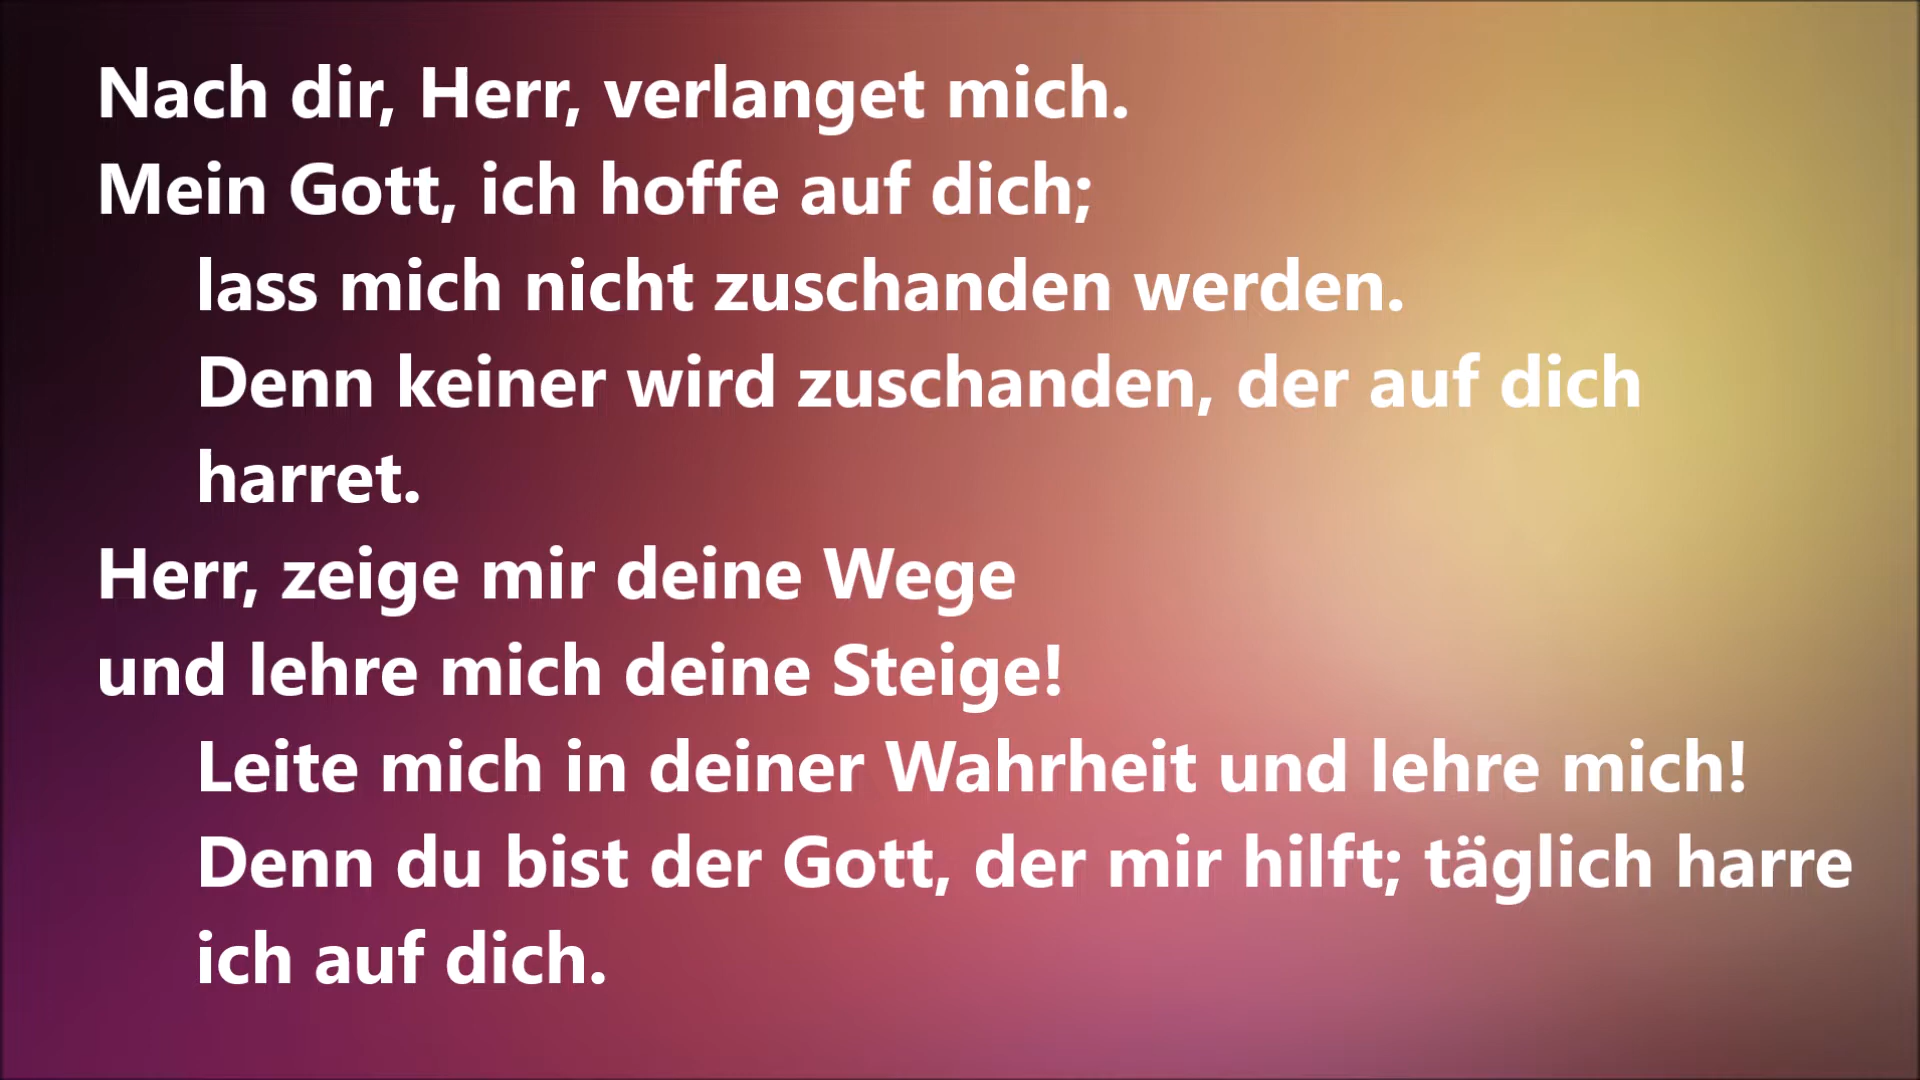 Nach dir, Herr, verlanget mich.
Mein Gott, ich hoffe auf dich;
lass mich nicht zuschanden werden.
Denn keiner wird zuschanden, der auf dich
harret.
Herr, zeige mir deine Wege
und lehre mich deine Steige!
Leite mich in deiner Wahrheit und lehre mich!
Denn du bist der Gott, der mir hilft; täglich harre
ich auf dich.